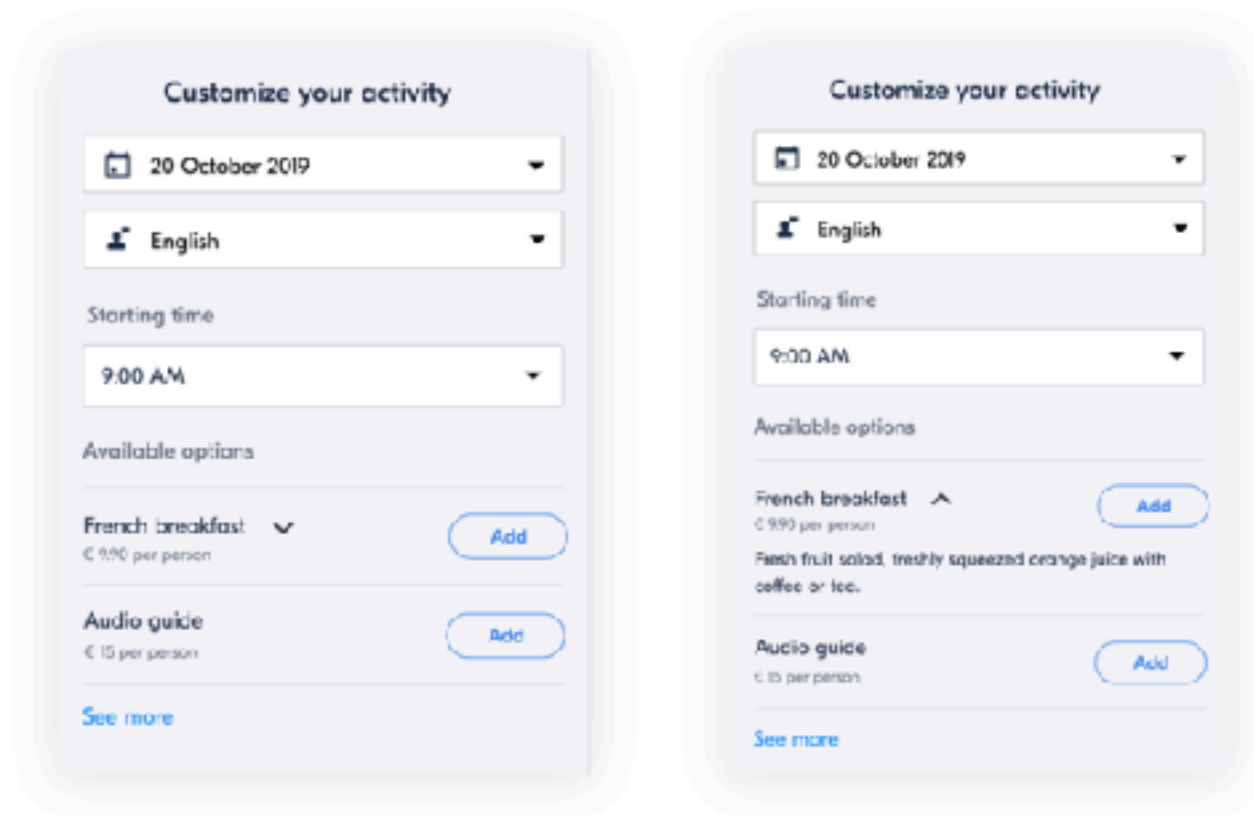 Customize your activity
20 October 2019
English
Starting time
9:00 AM
Available options
French breakfast
Add
€ 9.90 per person
Audio guide
Add
€ 15 per person
See more
Customize your activity
20 October 2019
English
Starting time
9:00 AM
Available options
French breakfast
Add
€ 9.90 per person
Fresh fruit salad, freshly squeezed orange juice with
coffee or tea.
Audio guide
Add
€ 15 per person
See more